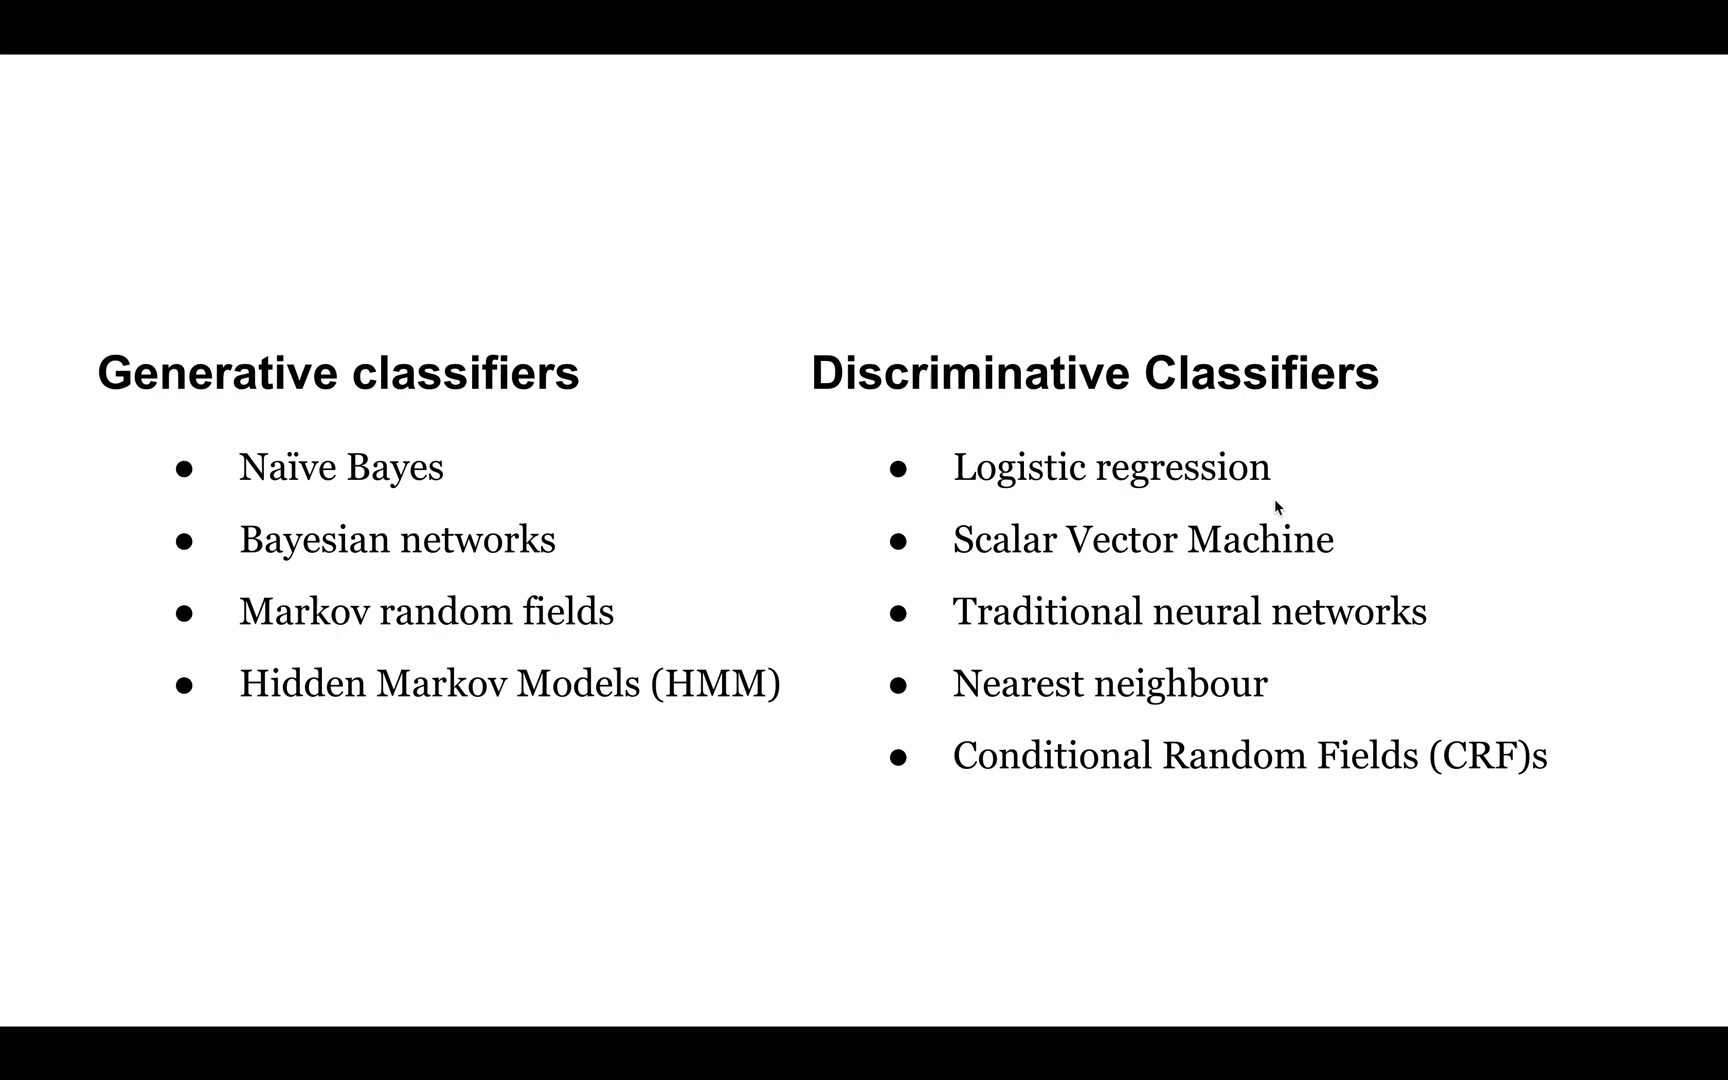 Generative classifiers
● Naïve Bayes
● Bayesian networks
● Markov random fields
● Hidden Markov Models (HMM)
Discriminative Classifiers
● Logistic regression
● Scalar Vector Machine
● Traditional neural networks
● Nearest neighbour
● Conditional Random Fields (CRF)s